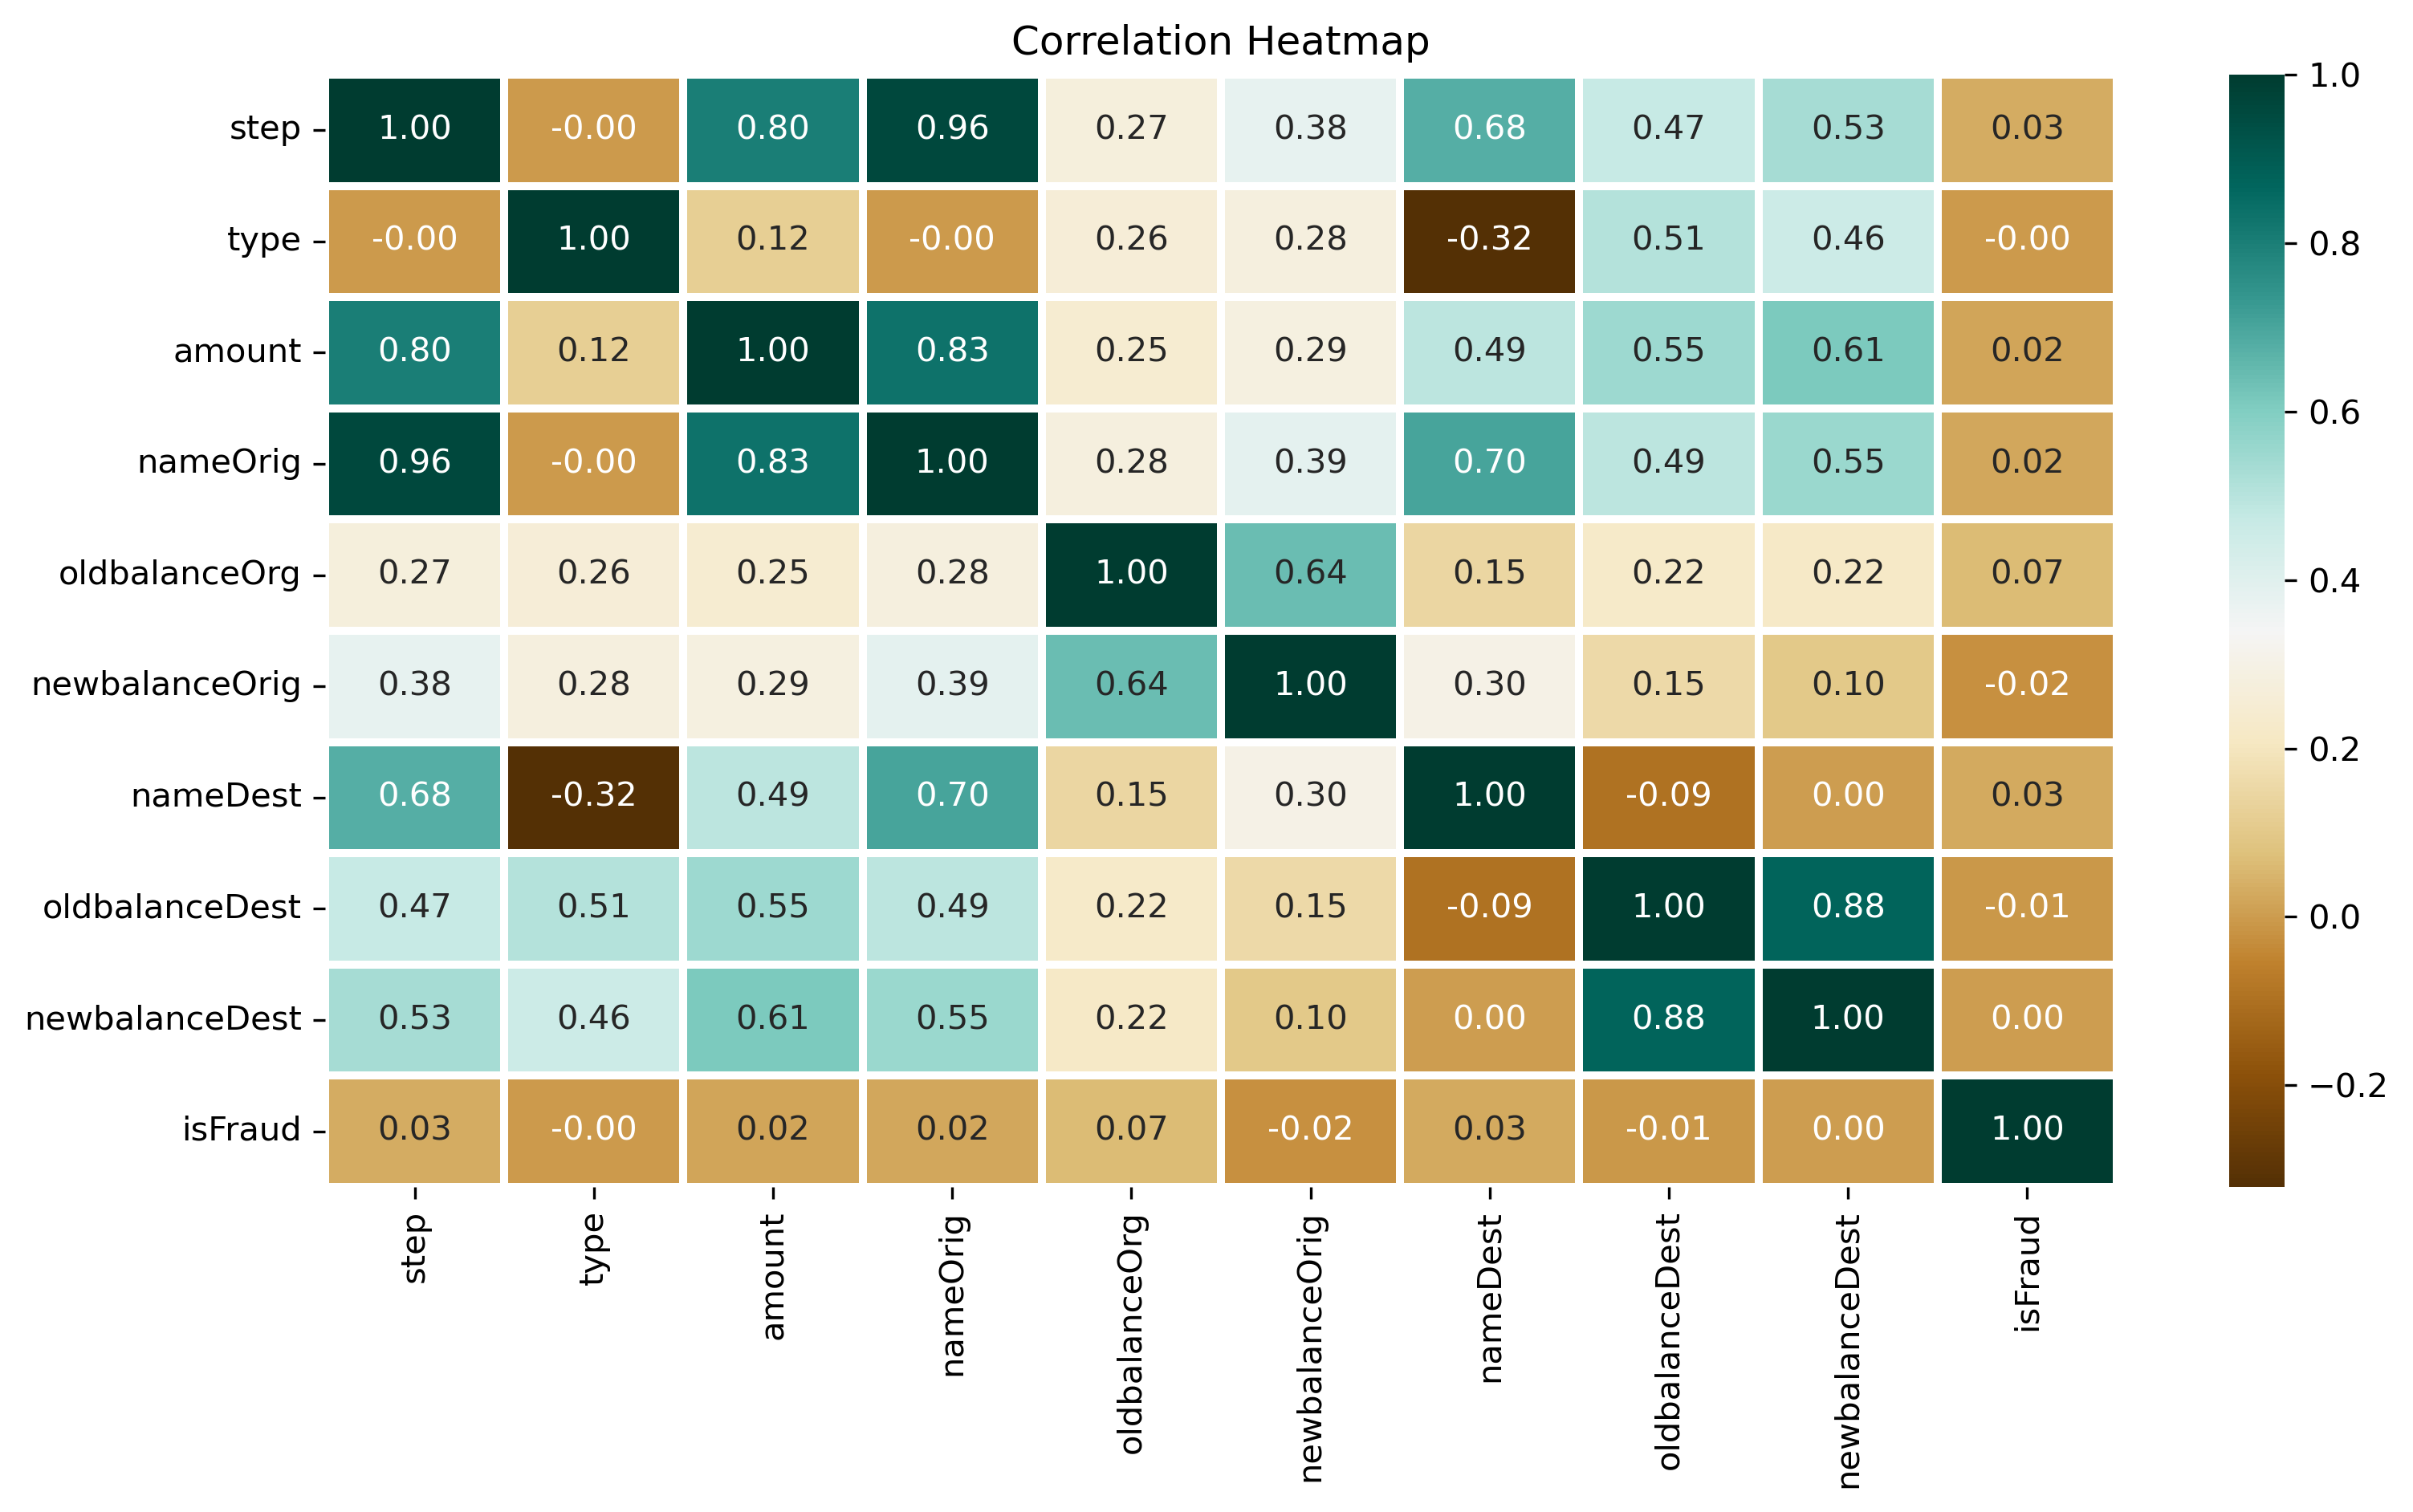 Correlation Heatmap
step 1.00 -0.00 0.80 0.96 0.27 0.38 0.68 0.47 0.53 0.03
type -0.00 1.00 0.12 -0.00 0.26 0.28 -0.32 0.51 0.46 -0.00
amount 0.80 0.12 1.00 0.83 0.25 0.29 0.49 0.55 0.61 0.02
nameOrig 0.96 -0.00 0.83 1.00 0.28 0.39 0.70 0.49 0.55 0.02
oldbalanceOrg 0.27 0.26 0.25 0.28 1.00 0.64 0.15 0.22 0.22 0.07
newbalanceOrig 0.38 0.28 0.29 0.39 0.64 1.00 0.30 0.15 0.10 -0.02
nameDest 0.68 -0.32 0.49 0.70 0.15 0.30 1.00 -0.09 0.00 0.03
oldbalanceDest 0.47 0.51 0.55 0.49 0.22 0.15 -0.09 1.00 0.88 -0.01
newbalanceDest 0.53 0.46 0.61 0.55 0.22 0.10 0.00 0.88 1.00 0.00
isFraud 0.03 -0.00 0.02 0.02 0.07 -0.02 0.03 -0.01 0.00 1.00
step
type
amount
nameOrig
oldbalanceOrg
newbalanceOrig
nameDest
oldbalanceDest
newbalanceDest
isFraud
1.0
0.8
0.6
0.4
0.2
0.0
−0.2